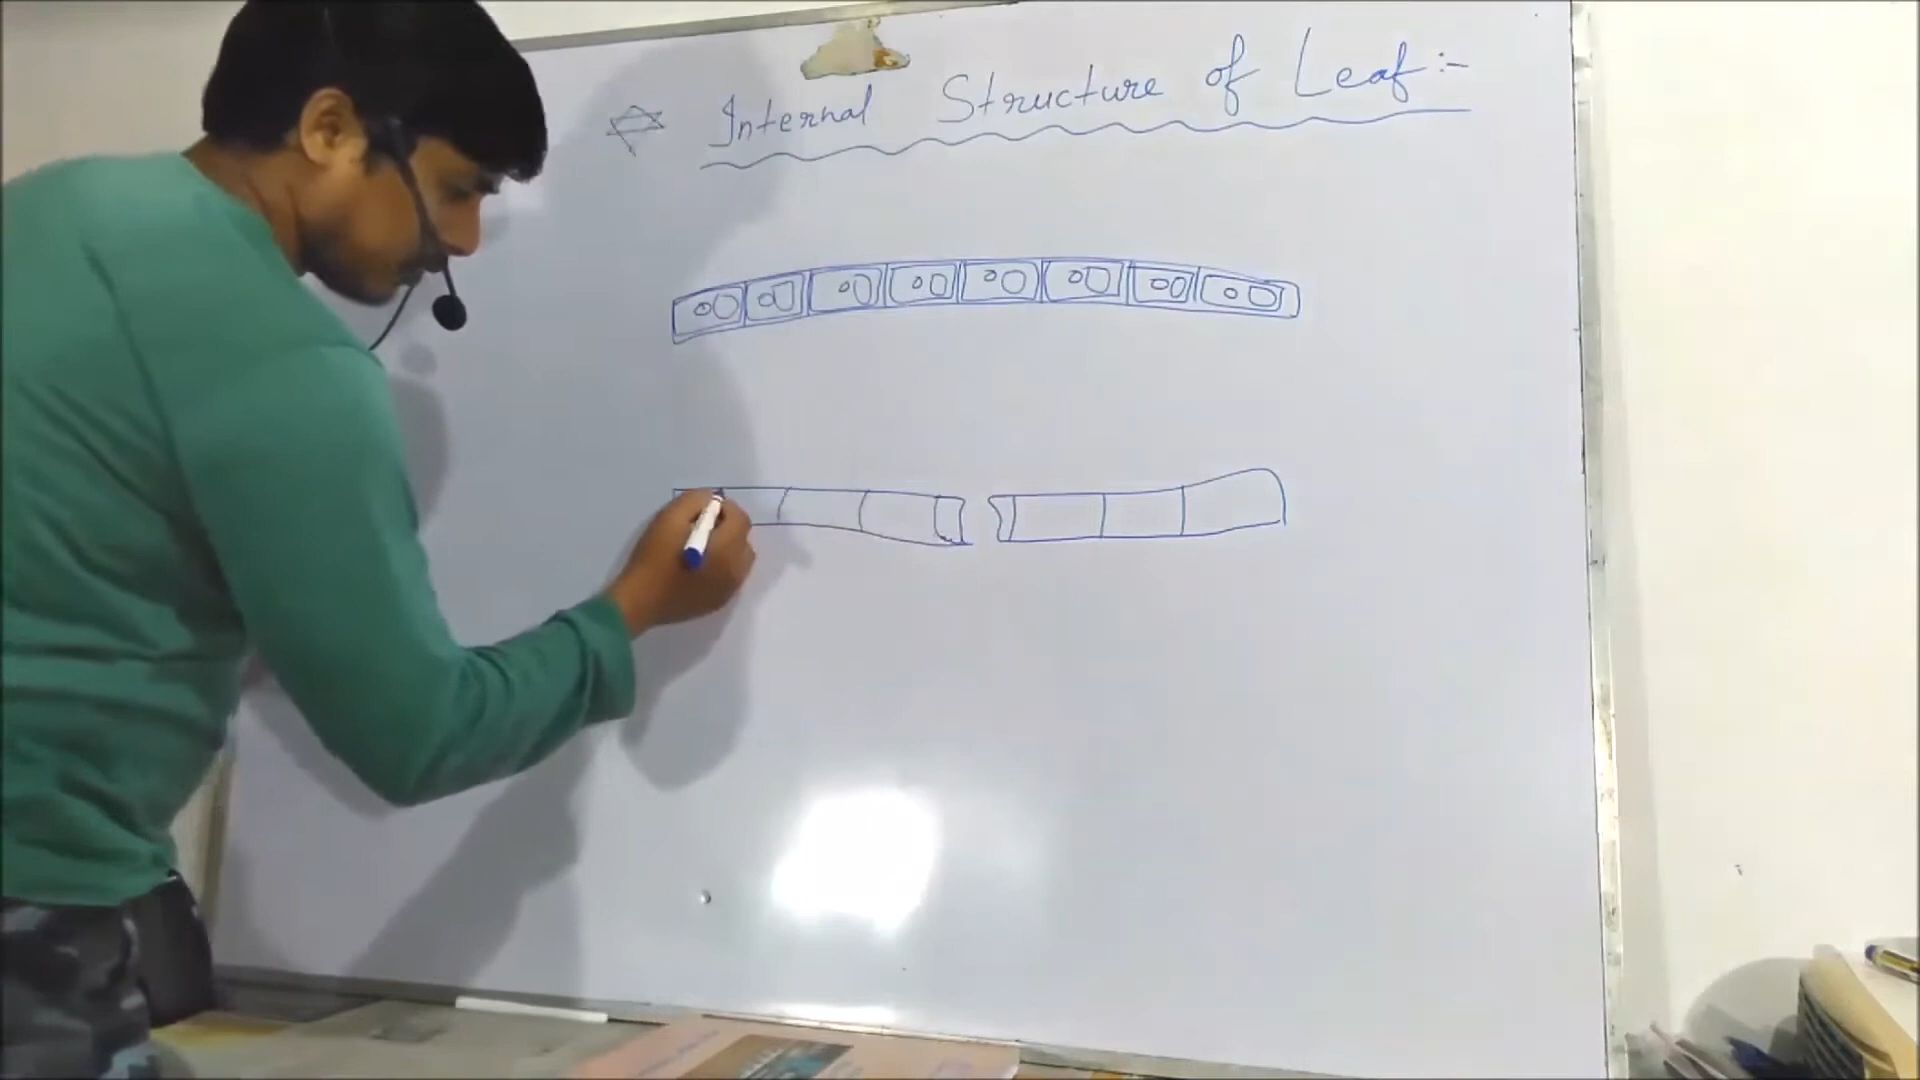 Internal Structure of Leaf :-